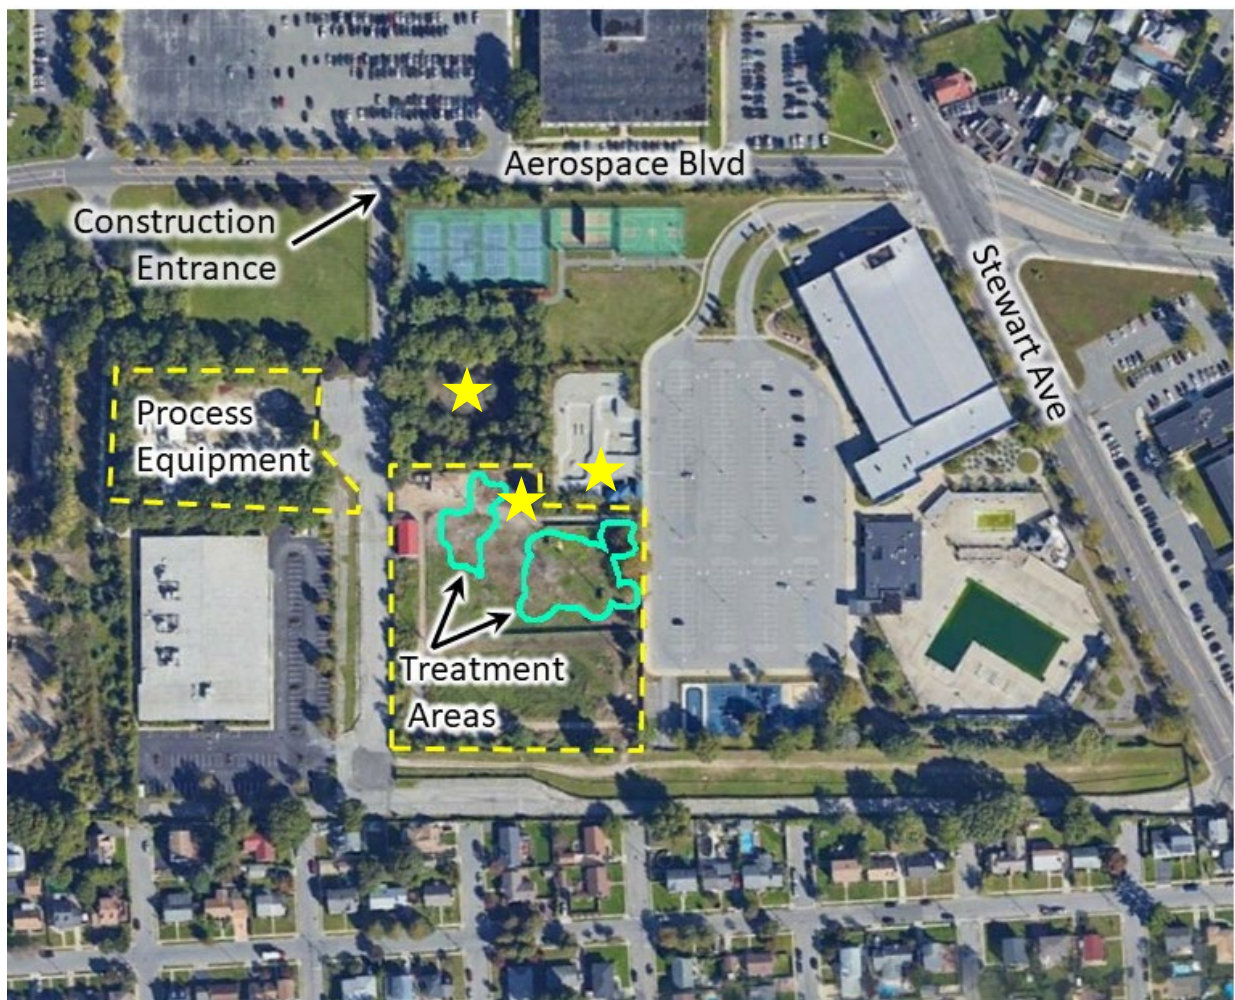 Aerospace Blvd
Construction
Entrance
Stewart Ave
Process
Equipment
Treatment
Areas